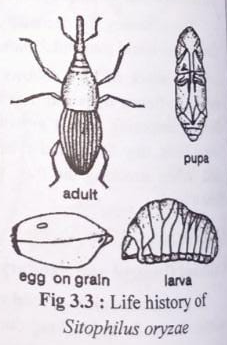 pupa
adult
egg on grain
larva
Fig 3.3 : Life history of
Sitophilus oryzae